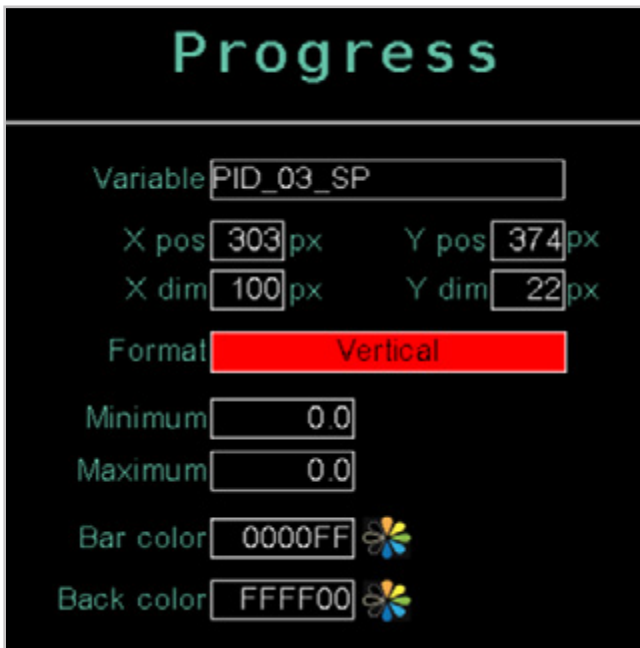 Progress
Variable PID_03_SP
X pos 303 px Y pos 374 px
X dim 100 px Y dim 22 px
Format Vertical
Minimum 0.0
Maximum 0.0
Bar color 0000FF
Back color FFFF00